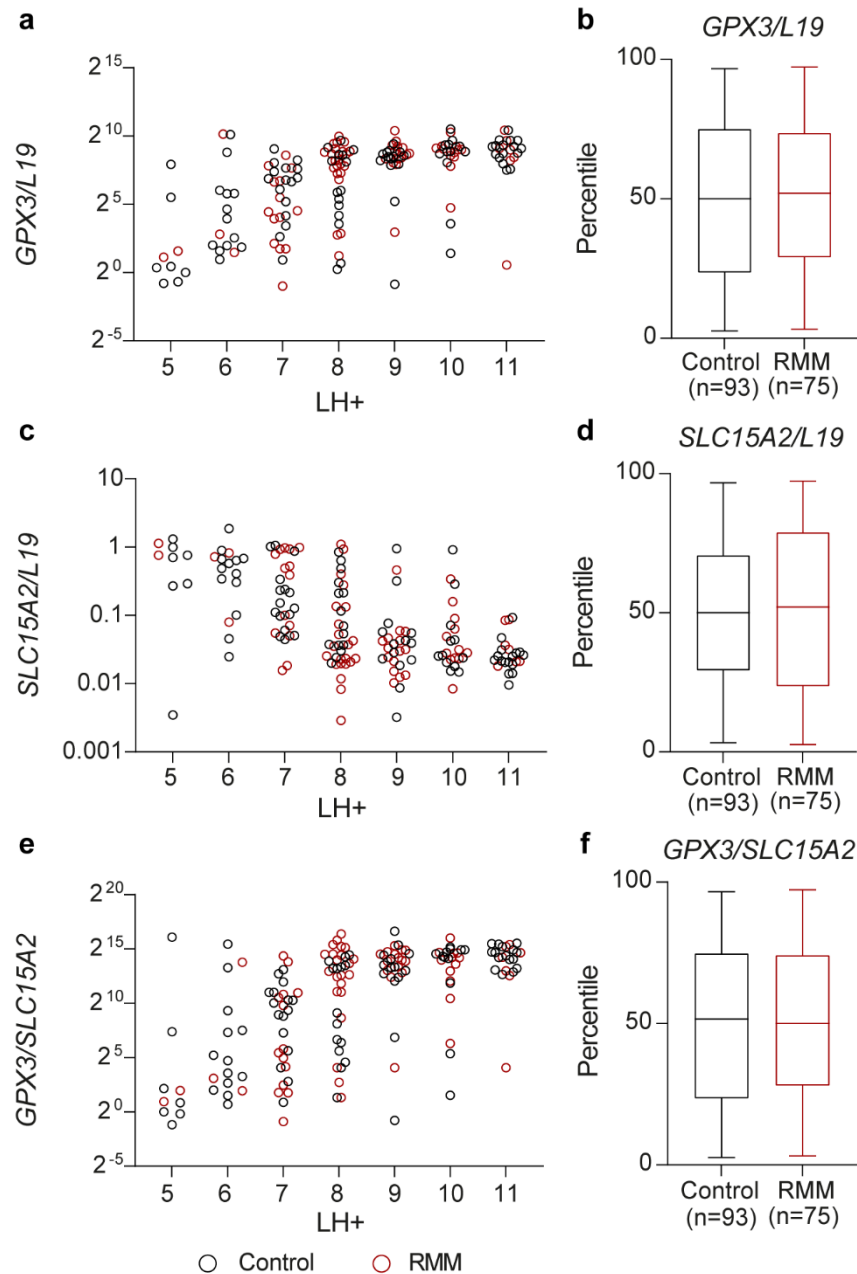 a
GPX3/L19
2^15
2^10
2^5
2^0
2^-5
5 6 7 8 9 10 11
LH+
b
GPX3/L19
Percentile
100
50
0
Control RMM
(n=93) (n=75)
c
SLC15A2/L19
10
1
0.1
0.01
0.001
5 6 7 8 9 10 11
LH+
d
SLC15A2/L19
Percentile
100
50
0
Control RMM
(n=93) (n=75)
e
GPX3/SLC15A2
2^20
2^15
2^10
2^5
2^0
2^-5
5 6 7 8 9 10 11
LH+
f
GPX3/SLC15A2
Percentile
100
50
0
Control RMM
(n=93) (n=75)
Control RMM